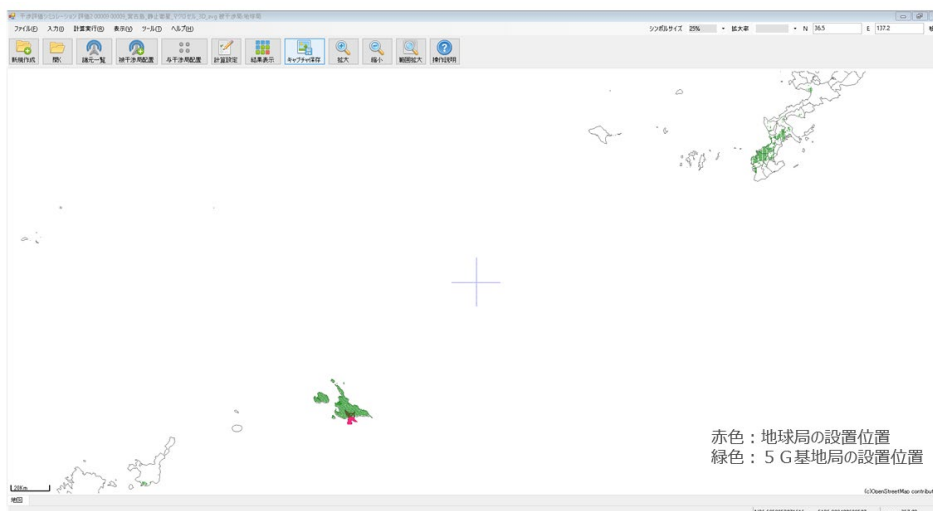 ファイル(F) 入力(I) 計算実行(R) 表示(V) ツール(T) ヘルプ(H)
シンボルサイズ 25% 拡大率 N 36.5 E 137.2
新規作成 開く 諸元一覧 被干渉局配置 与干渉局配置 計算設定 結果表示 キャプチャ保存 拡大 縮小 範囲拡大 操作説明
赤色：地球局の設置位置
緑色：５Ｇ基地局の設置位置
20Km
(c)OpenStreetMap contribut
地図